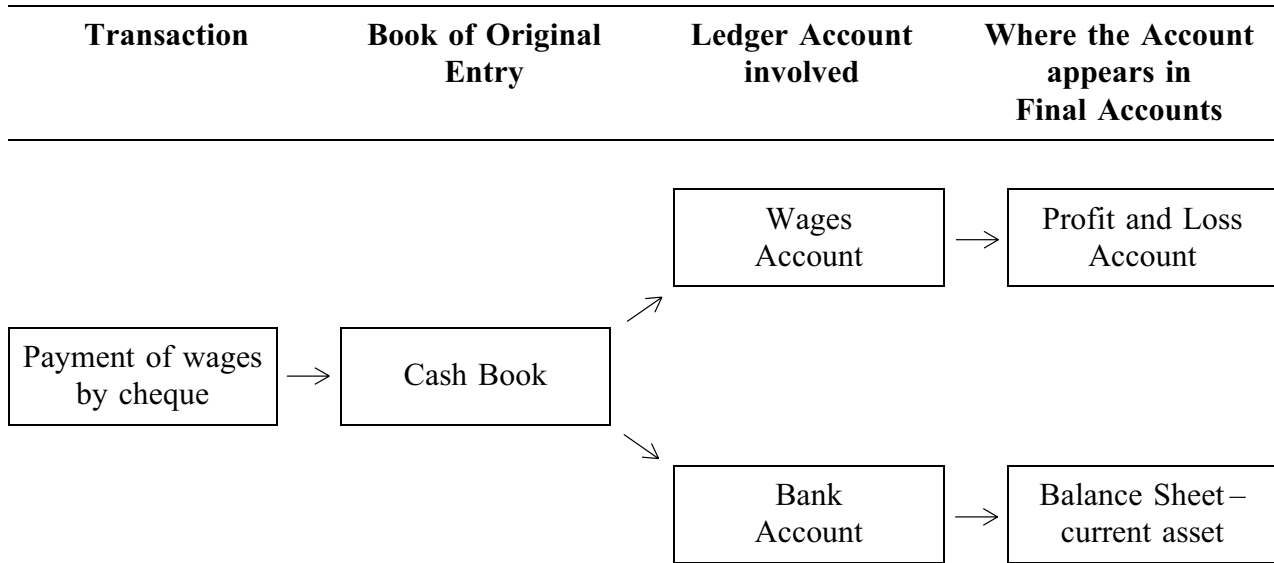 Transaction
Book of Original
Entry
Ledger Account
involved
Where the Account
appears in
Final Accounts
Wages
Account
Profit and Loss
Account
Payment of wages
by cheque
Cash Book
Bank
Account
Balance Sheet –
current asset